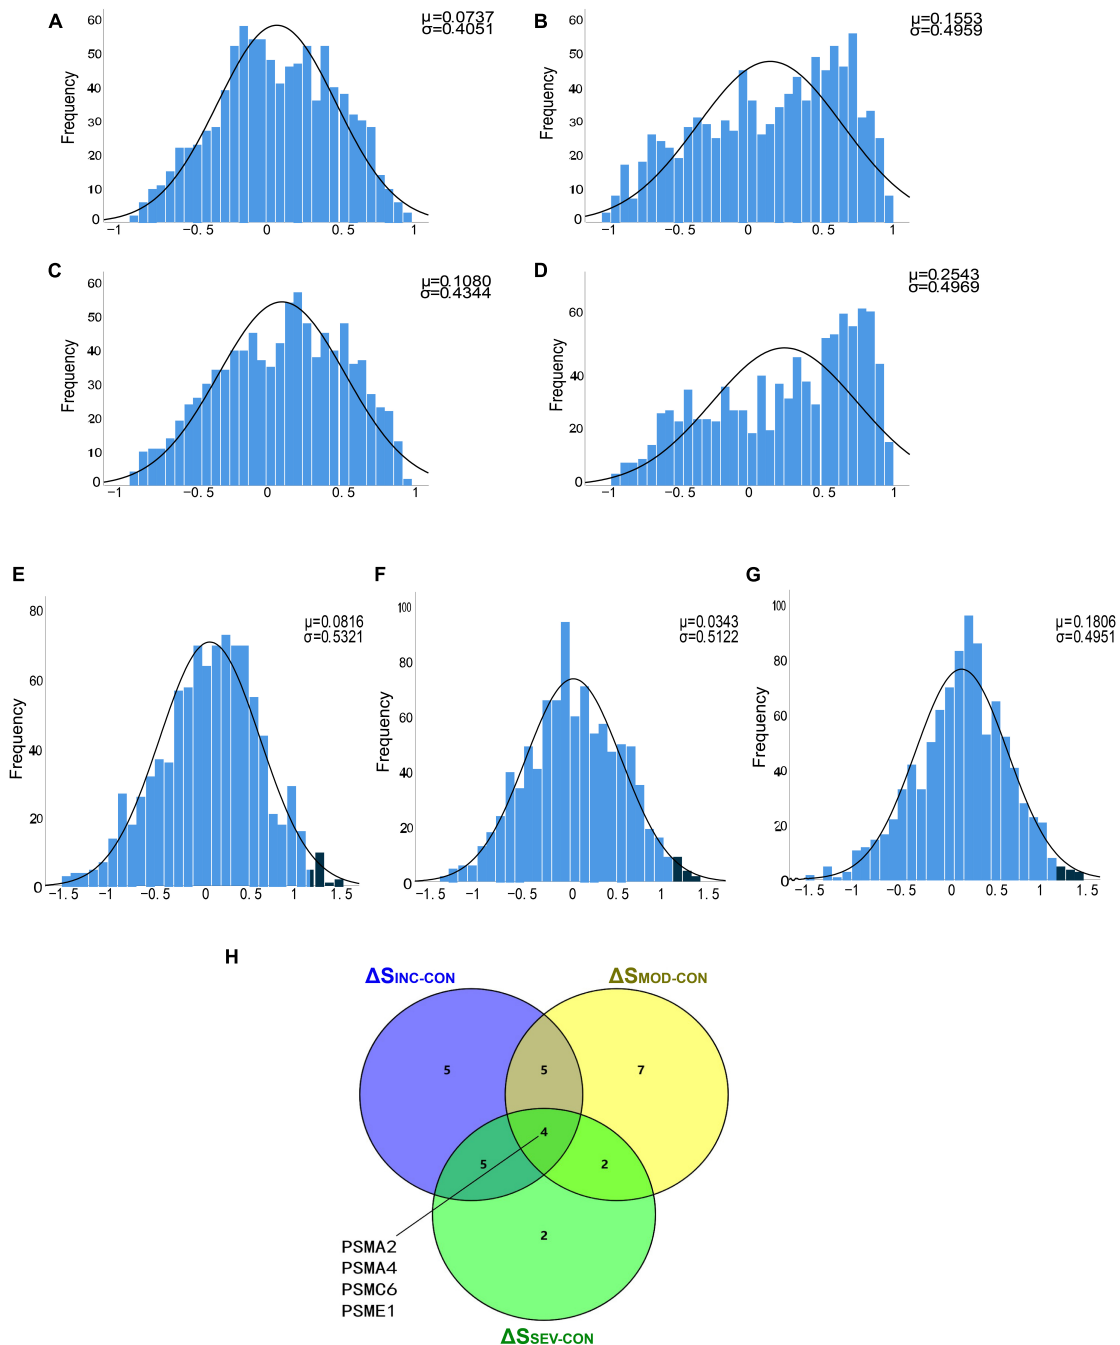 A
μ=0.0737
σ=0.4051
Frequency
60
50
40
30
20
10
0
−1 −0.5 0 0.5 1
B
μ=0.1553
σ=0.4959
Frequency
60
50
40
30
20
10
0
−1 −0.5 0 0.5 1
C
μ=0.1080
σ=0.4344
Frequency
60
50
40
30
20
10
0
−1 −0.5 0 0.5 1
D
μ=0.2543
σ=0.4969
Frequency
60
40
20
0
−1 −0.5 0 0.5 1
E
μ=0.0816
σ=0.5321
Frequency
80
60
40
20
0
−1.5 −1 −0.5 0 0.5 1 1.5
F
μ=0.0343
σ=0.5122
Frequency
100
80
60
40
20
0
−1.5 −1 −0.5 0 0.5 1 1.5
G
μ=0.1806
σ=0.4951
Frequency
100
80
60
40
20
0
−1.5 −1 −0.5 0 0.5 1 1.5
H
ΔSINC-CON
ΔSMOD-CON
5 5 7
4
5 2
2
PSMA2
PSMA4
PSMC6
PSME1
ΔSSEV-CON